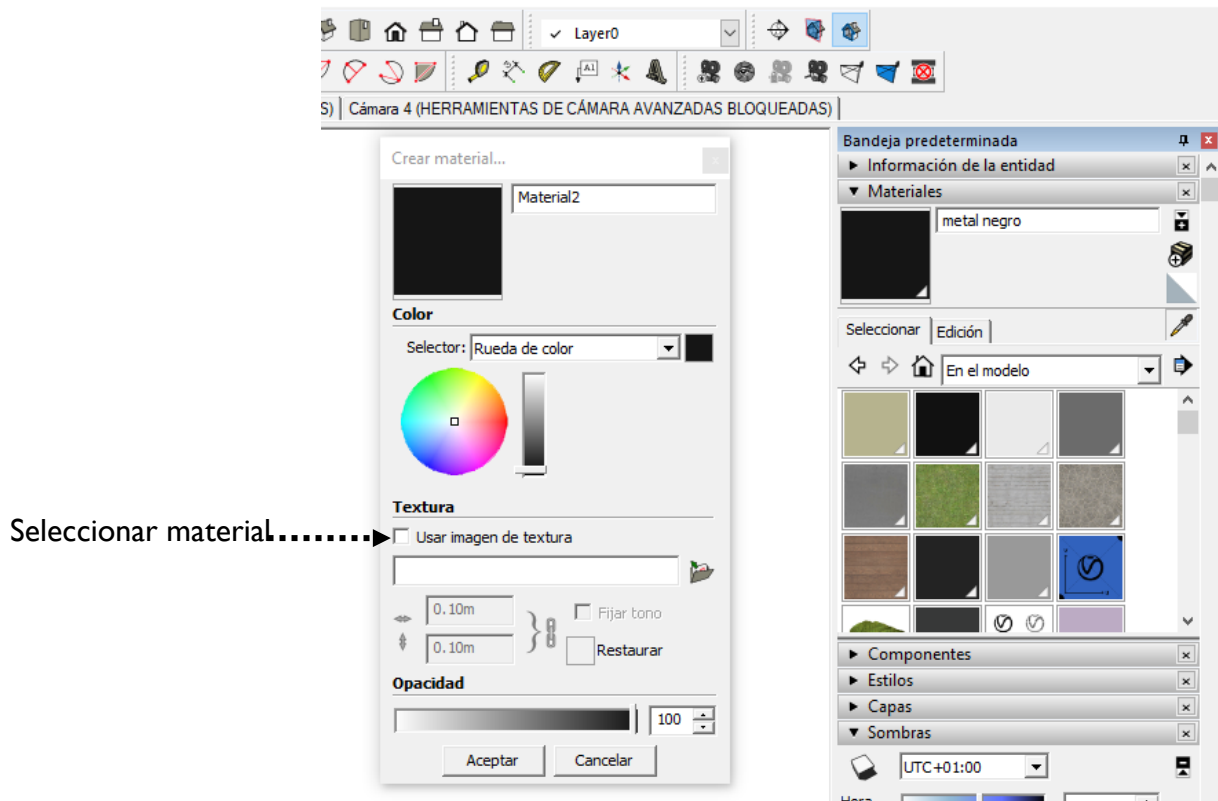 Layer0
A1
S) Cámara 4 (HERRAMIENTAS DE CÁMARA AVANZADAS BLOQUEADAS)
Crear material...
Material2
Color
Selector: Rueda de color
Textura
Seleccionar material
Usar imagen de textura
0.10m
Fijar tono
0.10m
Restaurar
Opacidad
100
Aceptar Cancelar
Bandeja predeterminada
Información de la entidad
Materiales
metal negro
Seleccionar Edición
En el modelo
Componentes
Estilos
Capas
Sombras
UTC+01:00
Hora